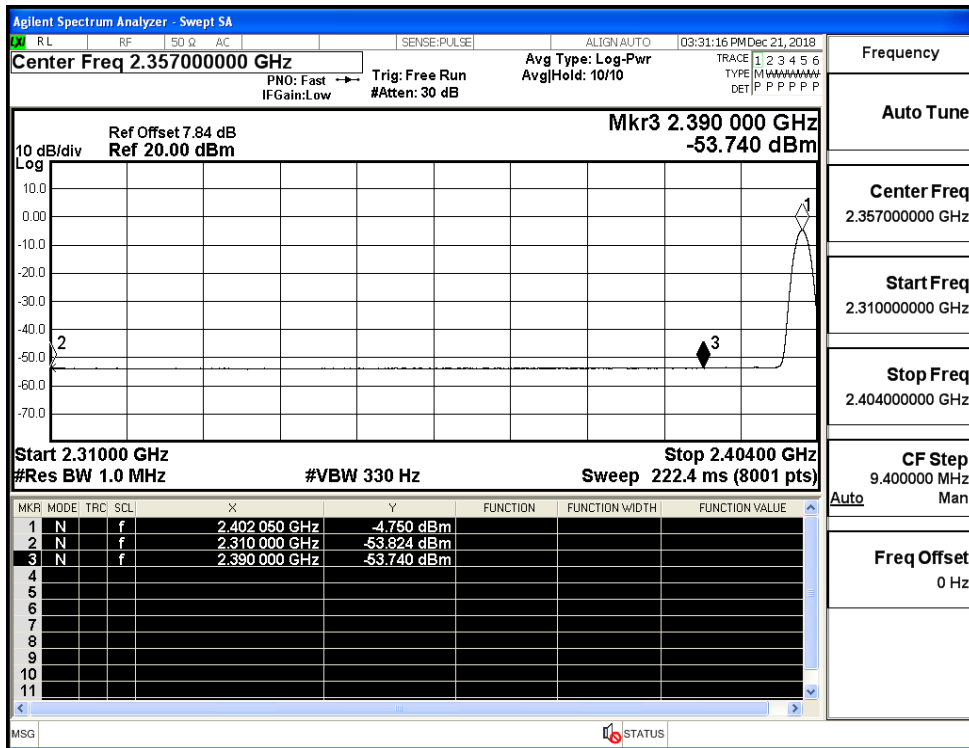 Agilent Spectrum Analyzer - Swept SA
LXI RL RF 50 Ω AC SENSE:PULSE ALIGN AUTO 03:31:16 PM Dec 21, 2018
Center Freq 2.357000000 GHz
PNO: Fast
IFGain:Low
Trig: Free Run
#Atten: 30 dB
Avg Type: Log-Pwr
Avg|Hold: 10/10
TRACE 1 2 3 4 5 6
TYPE M W W W W W
DET P P P P P P
Ref Offset 7.84 dB
10 dB/div Ref 20.00 dBm
Log
Mkr3 2.390 000 GHz
-53.740 dBm
10.0
0.00
-10.0
-20.0
-30.0
-40.0
-50.0
-60.0
-70.0
1
2
3
Start 2.31000 GHz Stop 2.40400 GHz
#Res BW 1.0 MHz #VBW 330 Hz Sweep 222.4 ms (8001 pts)
MKR MODE TRC SCL X Y FUNCTION FUNCTION WIDTH FUNCTION VALUE
1 N f 2.402 050 GHz -4.750 dBm
2 N f 2.310 000 GHz -53.824 dBm
3 N f 2.390 000 GHz -53.740 dBm
4
5
6
7
8
9
10
11
MSG STATUS
Frequency
Auto Tune
Center Freq
2.357000000 GHz
Start Freq
2.310000000 GHz
Stop Freq
2.404000000 GHz
CF Step
9.400000 MHz
Auto Man
Freq Offset
0 Hz